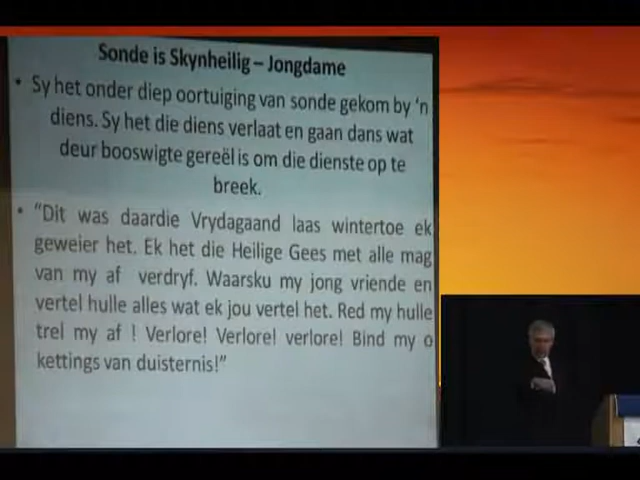 Sonde is Skynheilig – Jongdame
• Sy het onder diep oortuiging van sonde gekom by ‘n
diens. Sy het die diens verlaat en gaan dans wat
deur booswigte gereël is om die dienste op te
breek.
• “Dit was daardie Vrydagaand laas wintertoe ek
geweier het. Ek het die Heilige Gees met alle mag
van my af verdryf. Waarsku my jong vriende en
vertel hulle alles wat ek jou vertel het. Red my hulle
trel my af ! Verlore! Verlore! verlore! Bind my o
kettings van duisternis!”